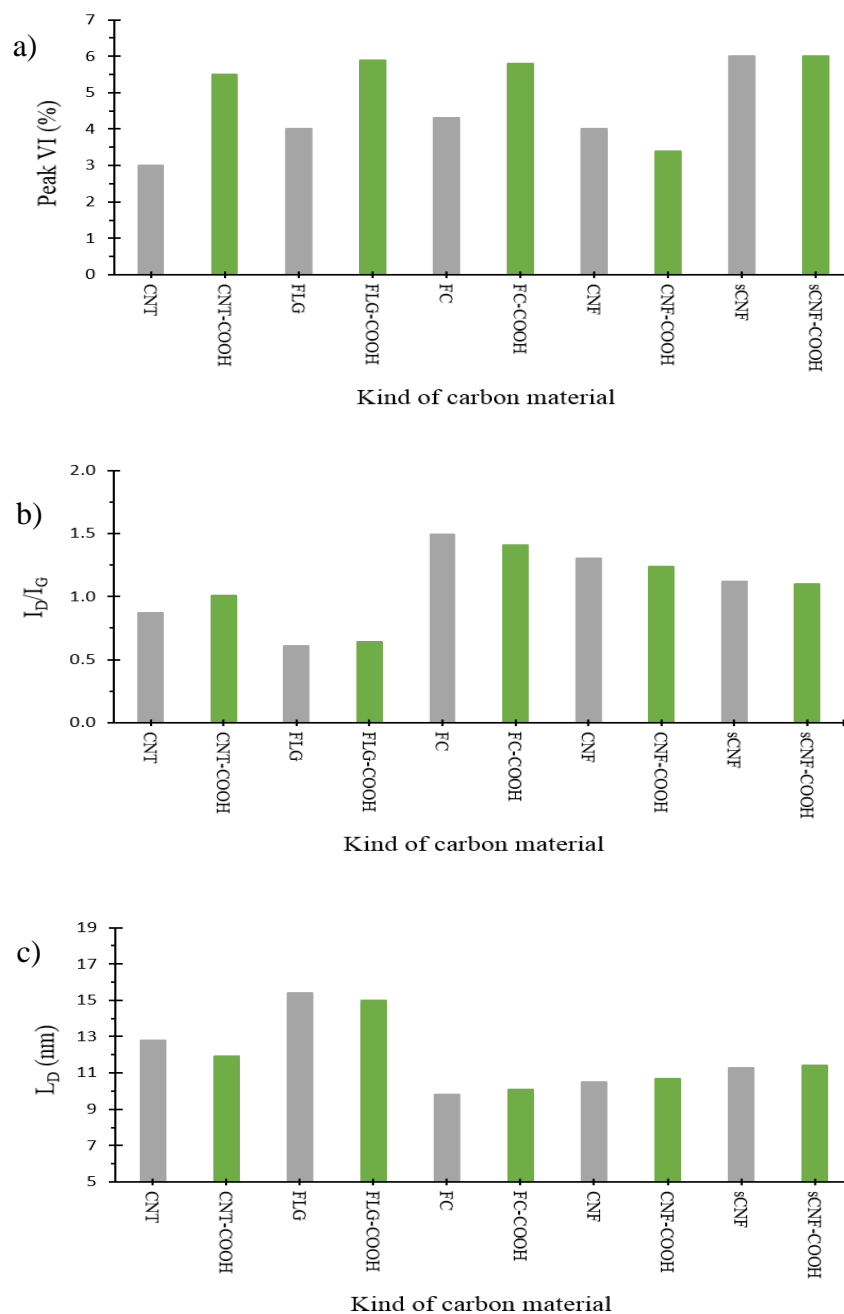 a)
Peak VI (%)
7
6
5
4
3
2
1
0
CNT
CNT-COOH
FLG
FLG-COOH
FC
FC-COOH
CNF
CNF-COOH
sCNF
sCNF-COOH
Kind of carbon material
b)
I_D/I_G
2.0
1.5
1.0
0.5
0.0
CNT
CNT-COOH
FLG
FLG-COOH
FC
FC-COOH
CNF
CNF-COOH
sCNF
sCNF-COOH
Kind of carbon material
c)
L_D (nm)
19
17
15
13
11
9
7
5
CNT
CNT-COOH
FLG
FLG-COOH
FC
FC-COOH
CNF
CNF-COOH
sCNF
sCNF-COOH
Kind of carbon material